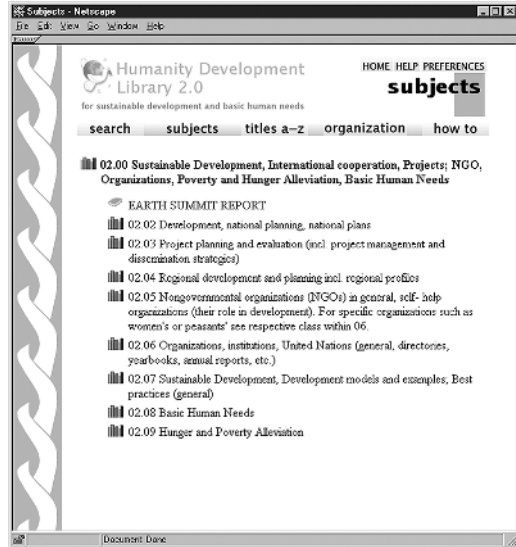 Subjects - Netscape
File Edit View Go Window Help
Humanity Development
Library 2.0
for sustainable development and basic human needs
HOME HELP PREFERENCES
subjects
search subjects titles a–z organization how to
02.00 Sustainable Development, International cooperation, Projects; NGO,
Organizations, Poverty and Hunger Alleviation, Basic Human Needs
EARTH SUMMIT REPORT
02.02 Development, national planning, national plans
02.03 Project planning and evaluation (incl. project management and
dissemination strategies)
02.04 Regional development and planning incl. regional profiles
02.05 Nongovernmental organizations (NGOs) in general, self- help
organizations (their role in development). For specific organizations such as
women's or peasants' see respective class within 06.
02.06 Organizations, institutions, United Nations (general, directories,
yearbooks, annual reports, etc.)
02.07 Sustainable Development, Development models and examples, Best
practices (general)
02.08 Basic Human Needs
02.09 Hunger and Poverty Alleviation
Document Done